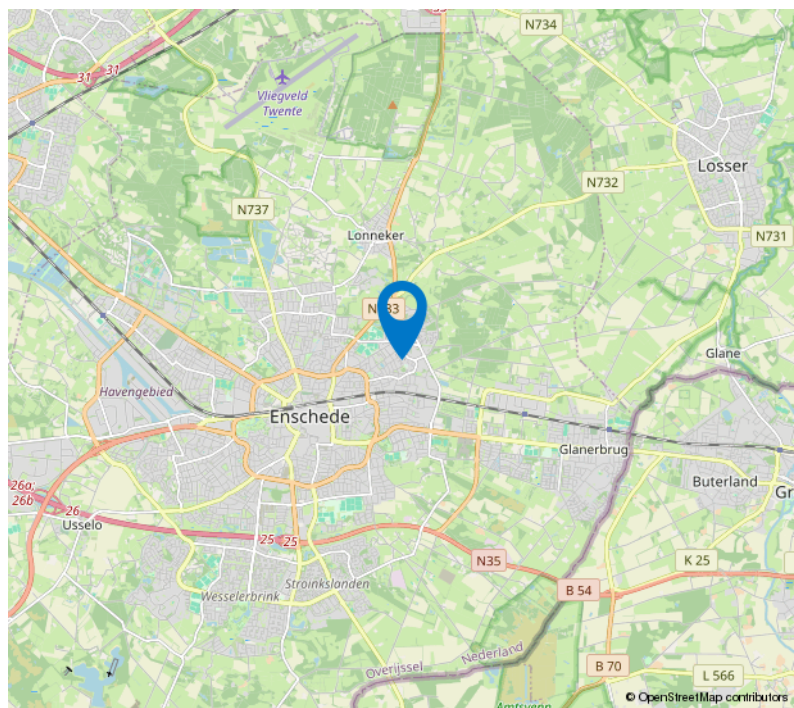 33
N734
31
31
Vliegveld
Twente
Losser
N732
N737
N731
Lonneker
Glane
Havengebied
Enschede
Glanerbrug
Buterland
26a;
26b
26
Usselo
25
25
N35
K 25
Stroinkslanden
Wesselerbrink
B 54
Nederland
Overijssel
B 70
L 566
© OpenStreetMap contributors